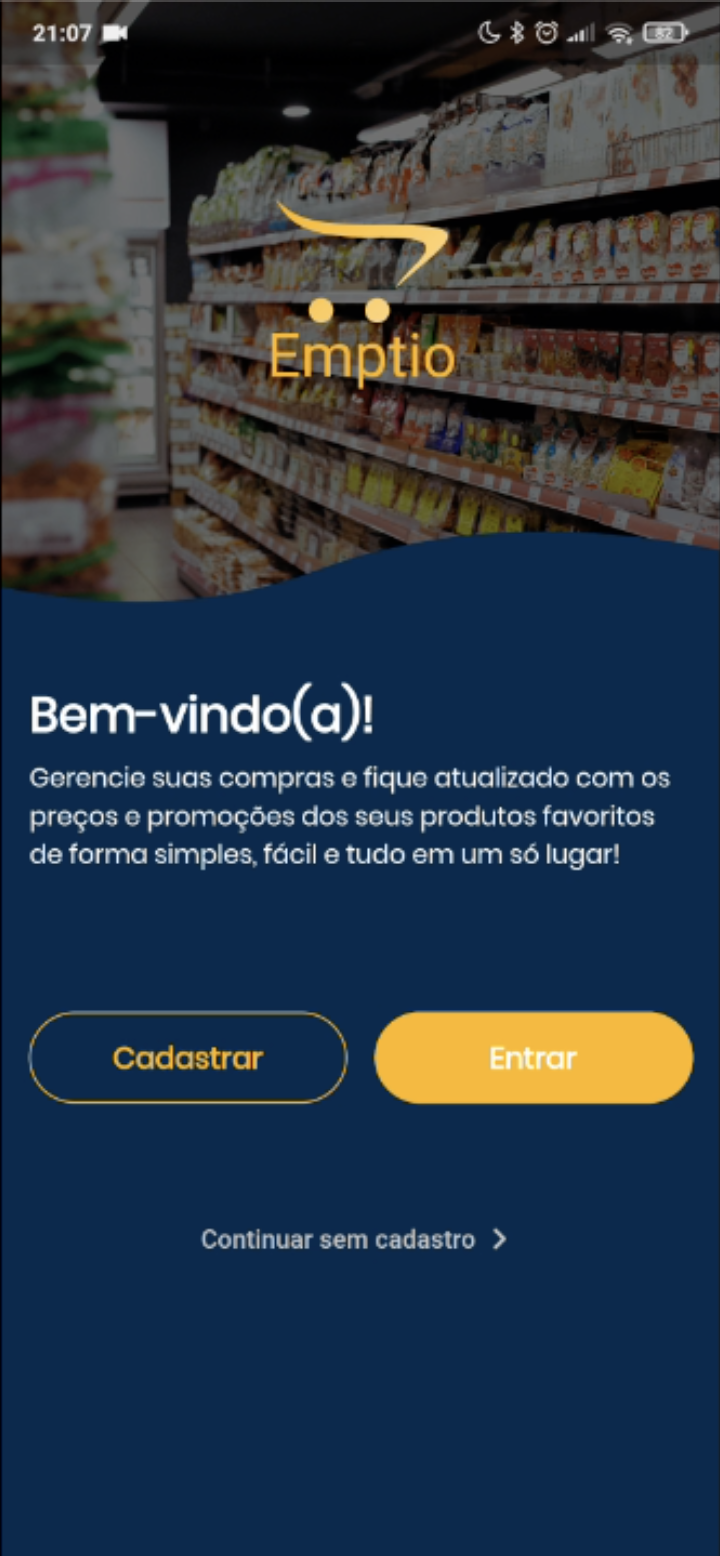 21:07
82
Emptio
Bem-vindo(a)!
Gerencie suas compras e fique atualizado com os
preços e promoções dos seus produtos favoritos
de forma simples, fácil e tudo em um só lugar!
Cadastrar
Entrar
Continuar sem cadastro